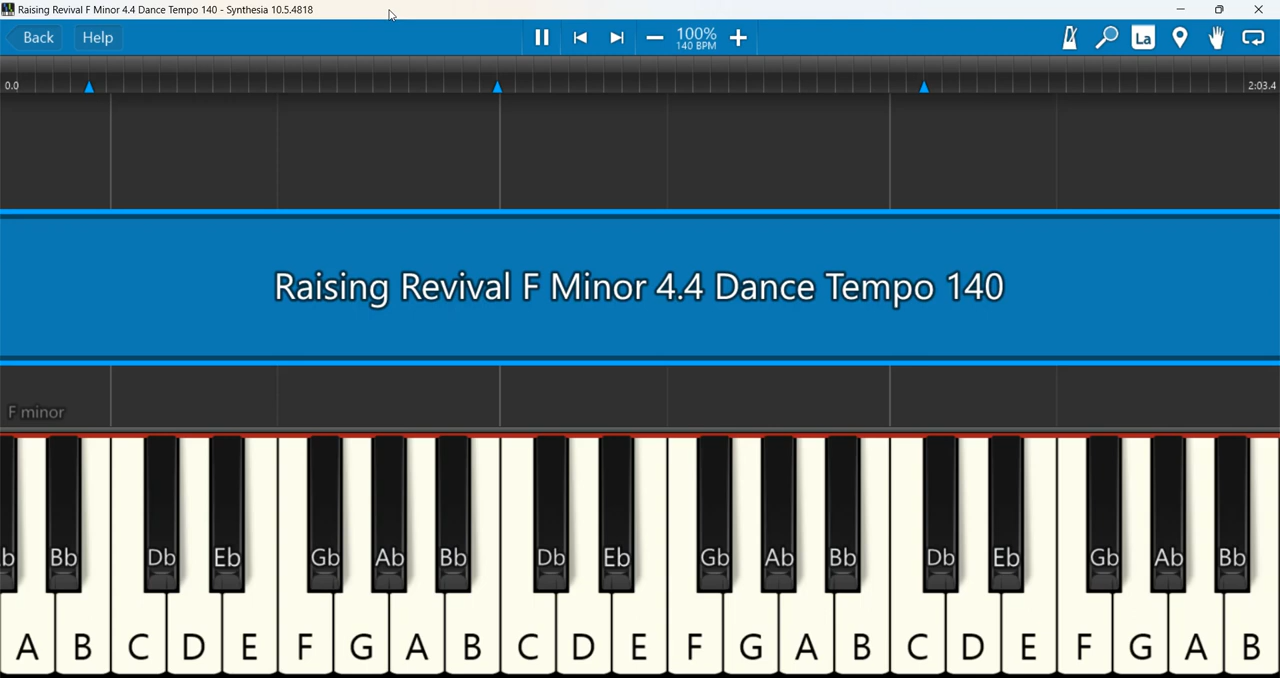 Raising Revival F Minor 4.4 Dance Tempo 140 - Synthesia 10.5.4818
Back Help 100% La
140 BPM
0.0 2:03.4
Raising Revival F Minor 4.4 Dance Tempo 140
F minor
b Bb Db Eb Gb Ab Bb Db Eb Gb Ab Bb Db Eb Gb Ab Bb
A B C D E F G A B C D E F G A B C D E F G A B